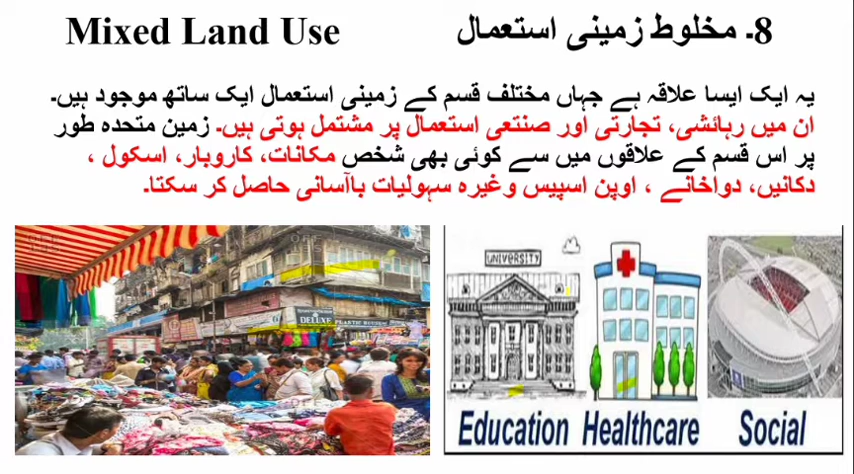 8۔ مخلوط زمینی استعمال Mixed Land Use
یہ ایک ایسا علاقہ ہے جہاں مختلف قسم کے زمینی استعمال ایک ساتھ موجود ہیں۔
ان میں رہائشی، تجارتی اور صنعتی استعمال پر مشتمل ہوتی ہیں۔ زمین متحدہ طور
پر اس قسم کے علاقوں میں سے کوئی بھی شخص مکانات، کاروبار، اسکول ،
دکانیں، دواخانے ، اوپن اسپیس وغیرہ سہولیات باآسانی حاصل کر سکتا۔
DELUXE
UNIVERSITY
Education Healthcare Social